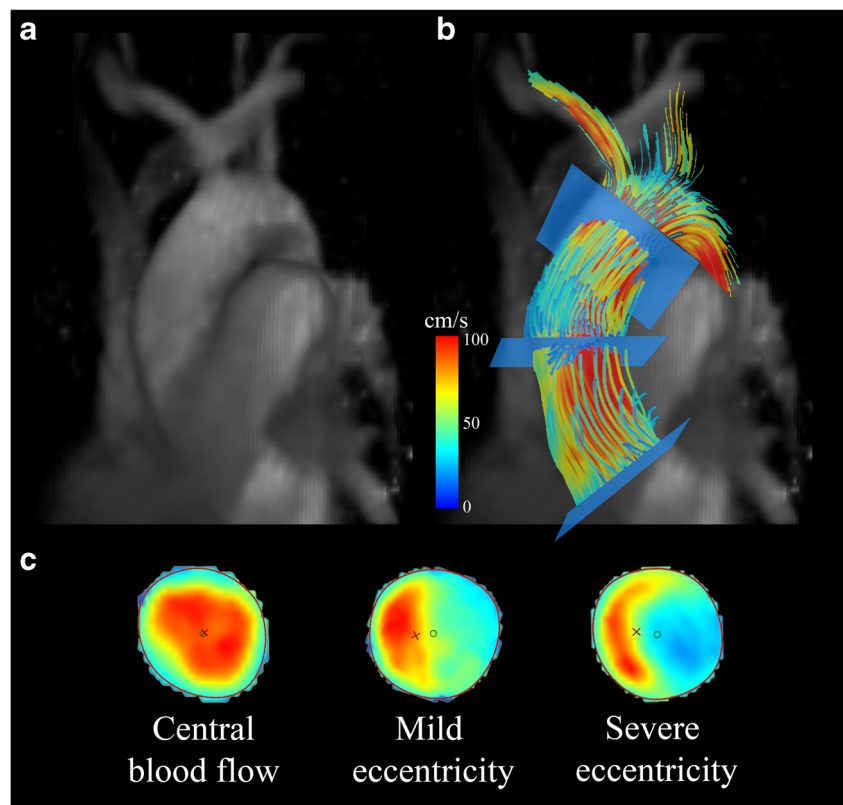 a
b
cm/s
100
50
0
c
Central
blood flow
Mild
eccentricity
Severe
eccentricity